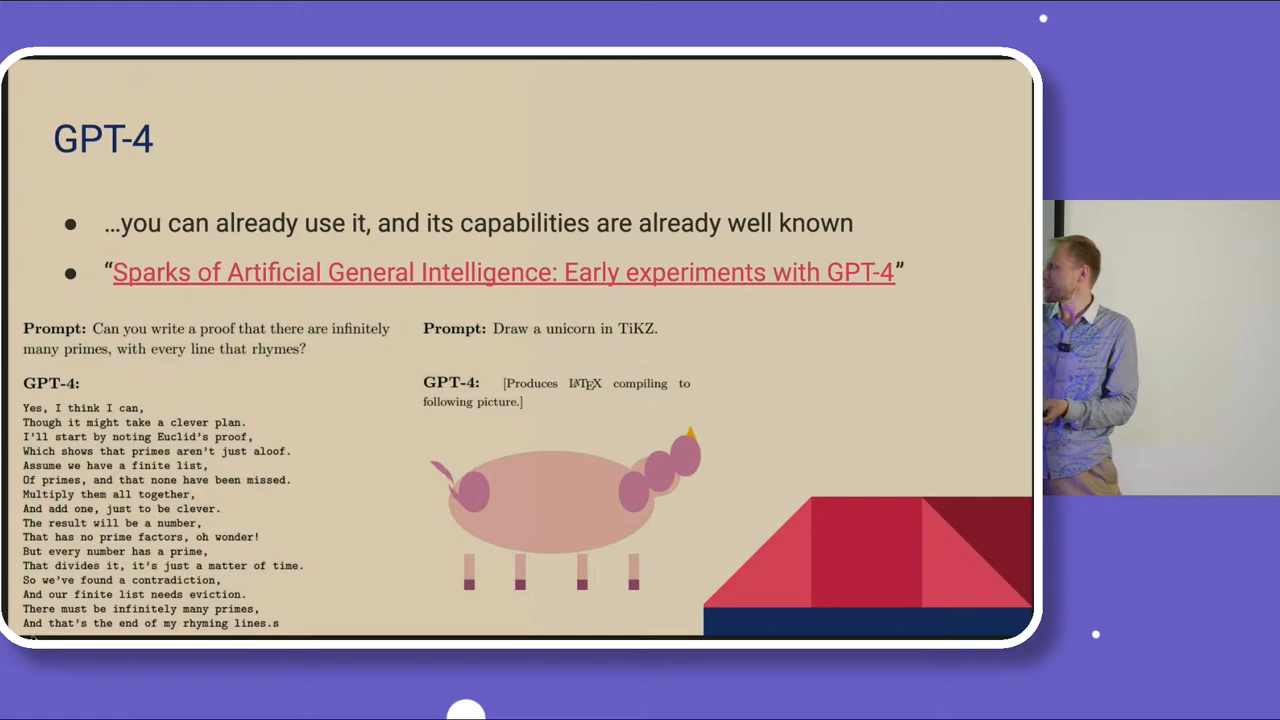 GPT-4
● …you can already use it, and its capabilities are already well known
● “Sparks of Artificial General Intelligence: Early experiments with GPT-4”
Prompt: Can you write a proof that there are infinitely
many primes, with every line that rhymes?
GPT-4:
Yes, I think I can,
Though it might take a clever plan.
I'll start by noting Euclid's proof,
Which shows that primes aren't just aloof.
Assume we have a finite list,
Of primes, and that none have been missed.
Multiply them all together,
And add one, just to be clever.
The result will be a number,
That has no prime factors, oh wonder!
But every number has a prime,
That divides it, it's just a matter of time.
So we've found a contradiction,
And our finite list needs eviction.
There must be infinitely many primes,
And that's the end of my rhyming lines.s
Prompt: Draw a unicorn in TiKZ.
GPT-4: [Produces LATEX compiling to
following picture.]